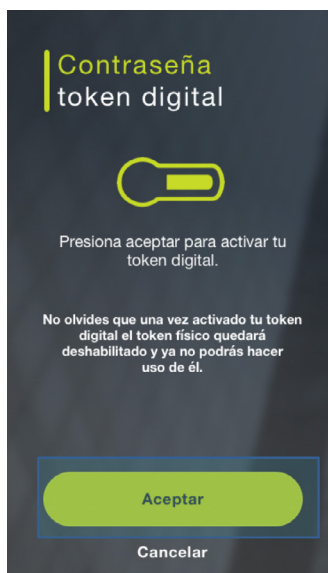 Contraseña
token digital
Presiona aceptar para activar tu
token digital.
No olvides que una vez activado tu token
digital el token físico quedará
deshabilitado y ya no podrás hacer
uso de él.
Aceptar
Cancelar